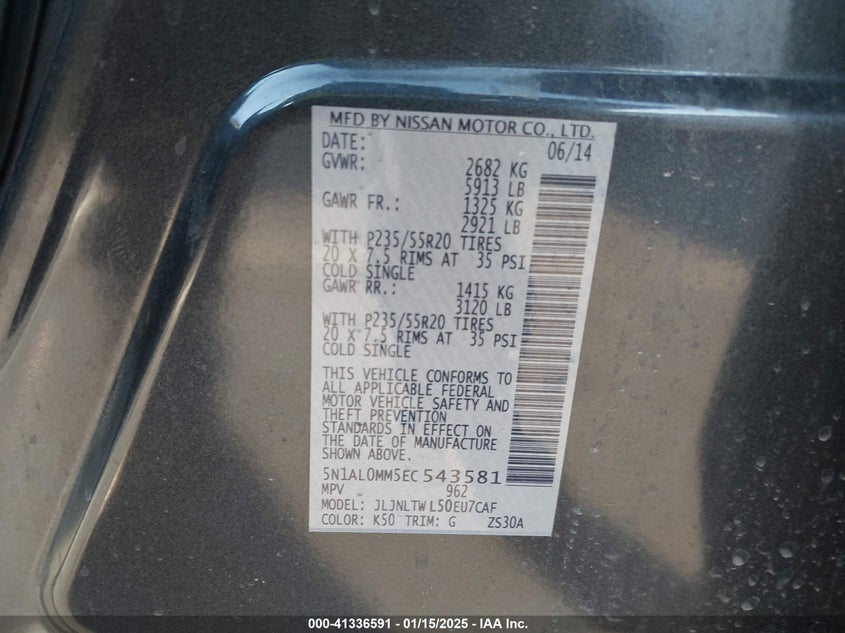 MFD BY NISSAN MOTOR CO., LTD.
DATE: 06/14
GVWR: 2682 KG
5913 LB
GAWR FR.: 1325 KG
2921 LB
WITH P235/55R20 TIRES
20 X 7.5 RIMS AT 35 PSI
COLD SINGLE
GAWR RR.: 1415 KG
3120 LB
WITH P235/55R20 TIRES
20 X 7.5 RIMS AT 35 PSI
COLD SINGLE
THIS VEHICLE CONFORMS TO
ALL APPLICABLE FEDERAL
MOTOR VEHICLE SAFETY AND
THEFT PREVENTION
STANDARDS IN EFFECT ON
THE DATE OF MANUFACTURE
SHOWN ABOVE.
5N1AL0MM5EC543581
MPV 962
MODEL: JLJNLTW L50EU7CAF
COLOR: K50 TRIM: G ZS30A
000-41336591 - 01/15/2025 - IAA Inc.